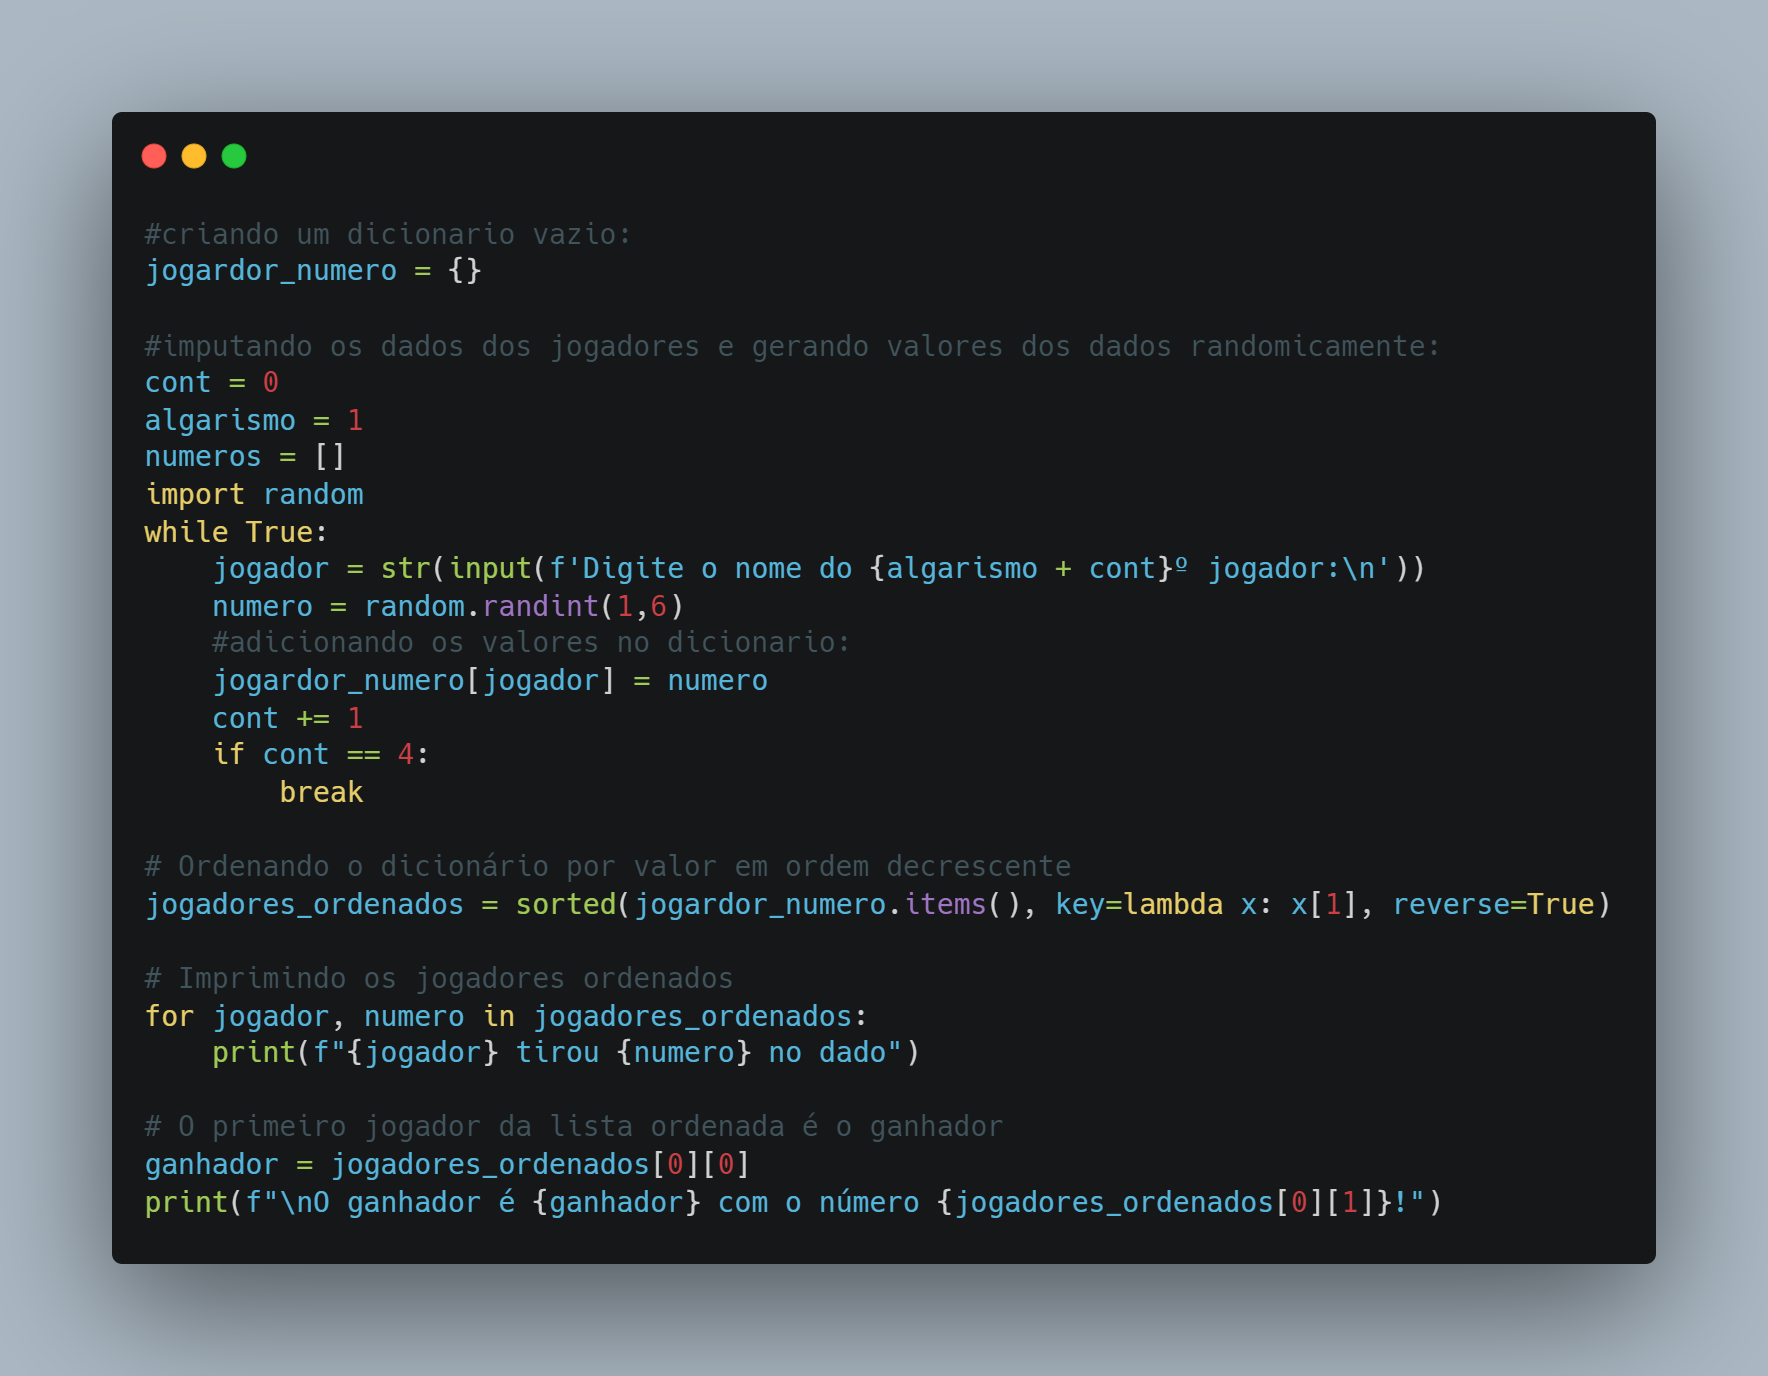 #criando um dicionario vazio:
jogardor_numero = {}
#imputando os dados dos jogadores e gerando valores dos dados randomicamente:
cont = 0
algarismo = 1
numeros = []
import random
while True:
    jogador = str(input(f'Digite o nome do {algarismo + cont}º jogador:\n'))
    numero = random.randint(1,6)
    #adicionando os valores no dicionario:
    jogardor_numero[jogador] = numero
    cont += 1
    if cont == 4:
        break
# Ordenando o dicionário por valor em ordem decrescente
jogadores_ordenados = sorted(jogardor_numero.items(), key=lambda x: x[1], reverse=True)
# Imprimindo os jogadores ordenados
for jogador, numero in jogadores_ordenados:
    print(f"{jogador} tirou {numero} no dado")
# O primeiro jogador da lista ordenada é o ganhador
ganhador = jogadores_ordenados[0][0]
print(f"\nO ganhador é {ganhador} com o número {jogadores_ordenados[0][1]}!")